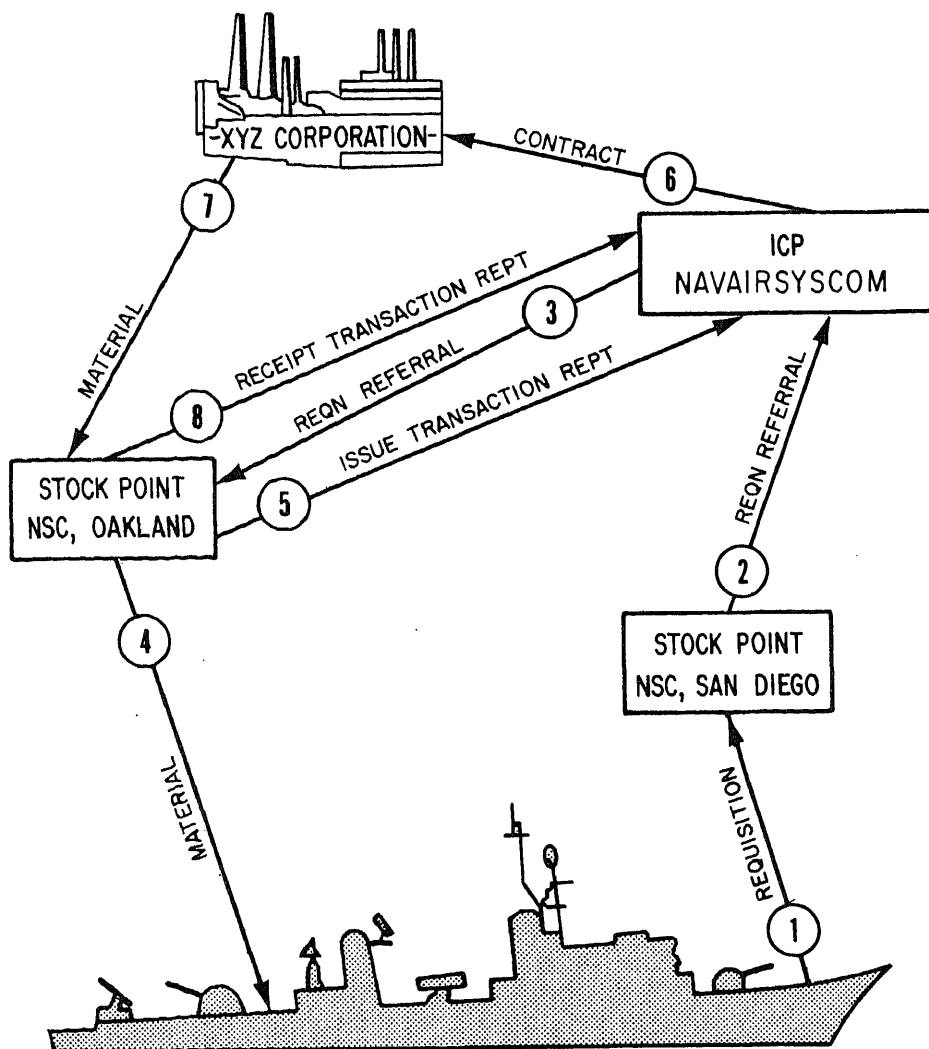 -XYZ CORPORATION-
CONTRACT
6
7
ICP
NAVAIRSYSCOM
MATERIAL
RECEIPT TRANSACTION REPT
3
REQN REFERRAL
8
ISSUE TRANSACTION REPT
STOCK POINT
NSC, OAKLAND
5
REQN REFERRAL
2
4
STOCK POINT
NSC, SAN DIEGO
MATERIAL
REQUISITION
1